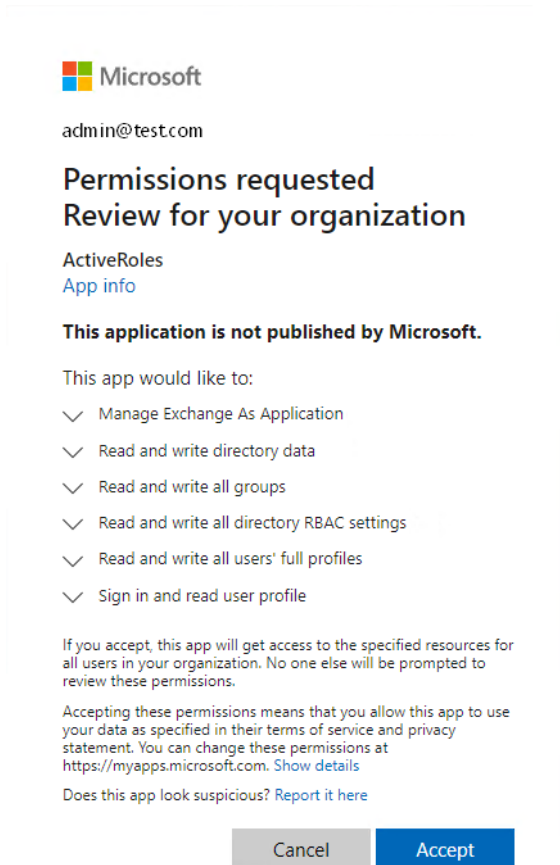 Microsoft
admin@test.com
Permissions requested
Review for your organization
ActiveRoles
App info
This application is not published by Microsoft.
This app would like to:
Manage Exchange As Application
Read and write directory data
Read and write all groups
Read and write all directory RBAC settings
Read and write all users' full profiles
Sign in and read user profile
If you accept, this app will get access to the specified resources for
all users in your organization. No one else will be prompted to
review these permissions.
Accepting these permissions means that you allow this app to use
your data as specified in their terms of service and privacy
statement. You can change these permissions at
https://myapps.microsoft.com. Show details
Does this app look suspicious? Report it here
Cancel Accept